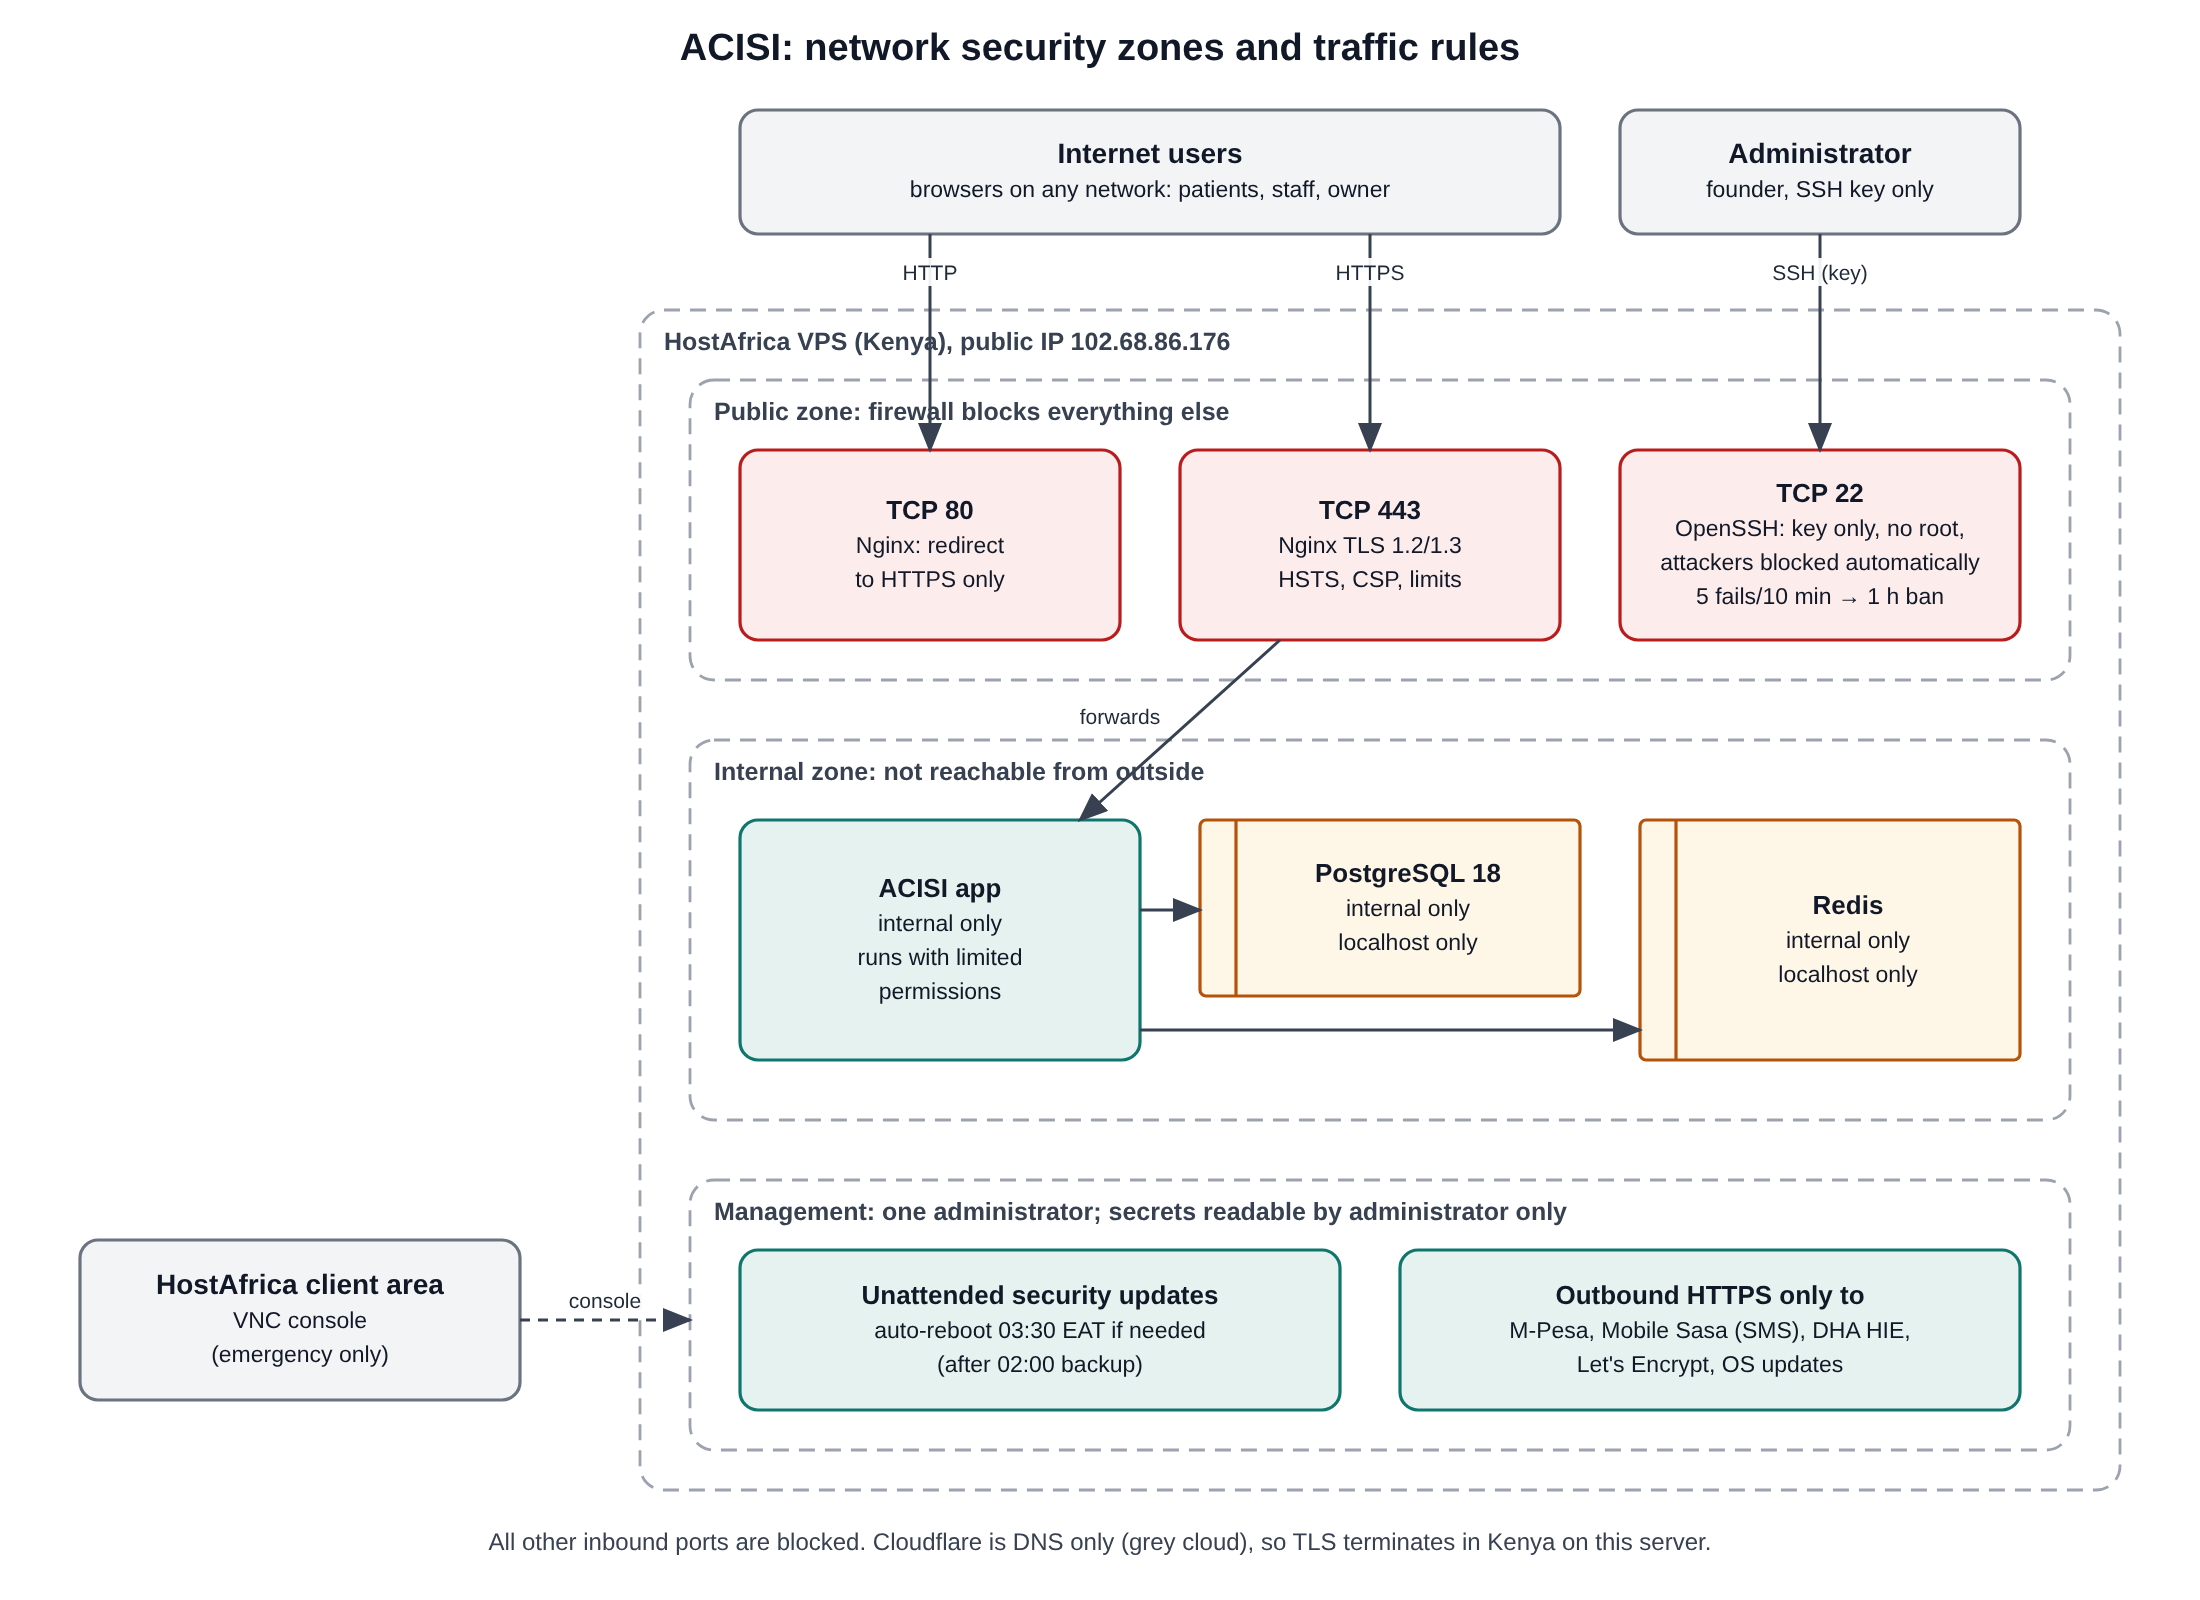 ACISI: network security zones and traffic rules
Internet users
browsers on any network: patients, staff, owner
Administrator
founder, SSH key only
HTTP
HTTPS
SSH (key)
HostAfrica VPS (Kenya), public IP 102.68.86.176
Public zone: firewall blocks everything else
TCP 80
Nginx: redirect
to HTTPS only
TCP 443
Nginx TLS 1.2/1.3
HSTS, CSP, limits
TCP 22
OpenSSH: key only, no root,
attackers blocked automatically
5 fails/10 min → 1 h ban
forwards
Internal zone: not reachable from outside
ACISI app
internal only
runs with limited
permissions
PostgreSQL 18
internal only
localhost only
Redis
internal only
localhost only
Management: one administrator; secrets readable by administrator only
HostAfrica client area
VNC console
(emergency only)
console
Unattended security updates
auto-reboot 03:30 EAT if needed
(after 02:00 backup)
Outbound HTTPS only to
M-Pesa, Mobile Sasa (SMS), DHA HIE,
Let's Encrypt, OS updates
All other inbound ports are blocked. Cloudflare is DNS only (grey cloud), so TLS terminates in Kenya on this server.